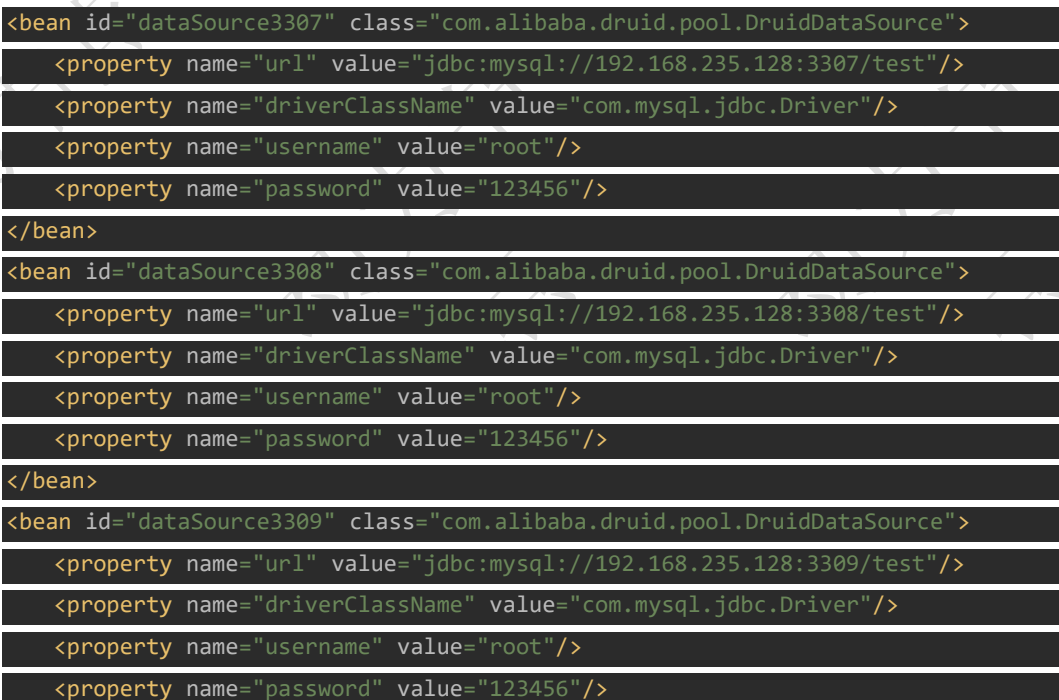 <bean id="dataSource3307" class="com.alibaba.druid.pool.DruidDataSource">
<property name="url" value="jdbc:mysql://192.168.235.128:3307/test"/>
<property name="driverClassName" value="com.mysql.jdbc.Driver"/>
<property name="username" value="root"/>
<property name="password" value="123456"/>
</bean>
<bean id="dataSource3308" class="com.alibaba.druid.pool.DruidDataSource">
<property name="url" value="jdbc:mysql://192.168.235.128:3308/test"/>
<property name="driverClassName" value="com.mysql.jdbc.Driver"/>
<property name="username" value="root"/>
<property name="password" value="123456"/>
</bean>
<bean id="dataSource3309" class="com.alibaba.druid.pool.DruidDataSource">
<property name="url" value="jdbc:mysql://192.168.235.128:3309/test"/>
<property name="driverClassName" value="com.mysql.jdbc.Driver"/>
<property name="username" value="root"/>
<property name="password" value="123456"/>